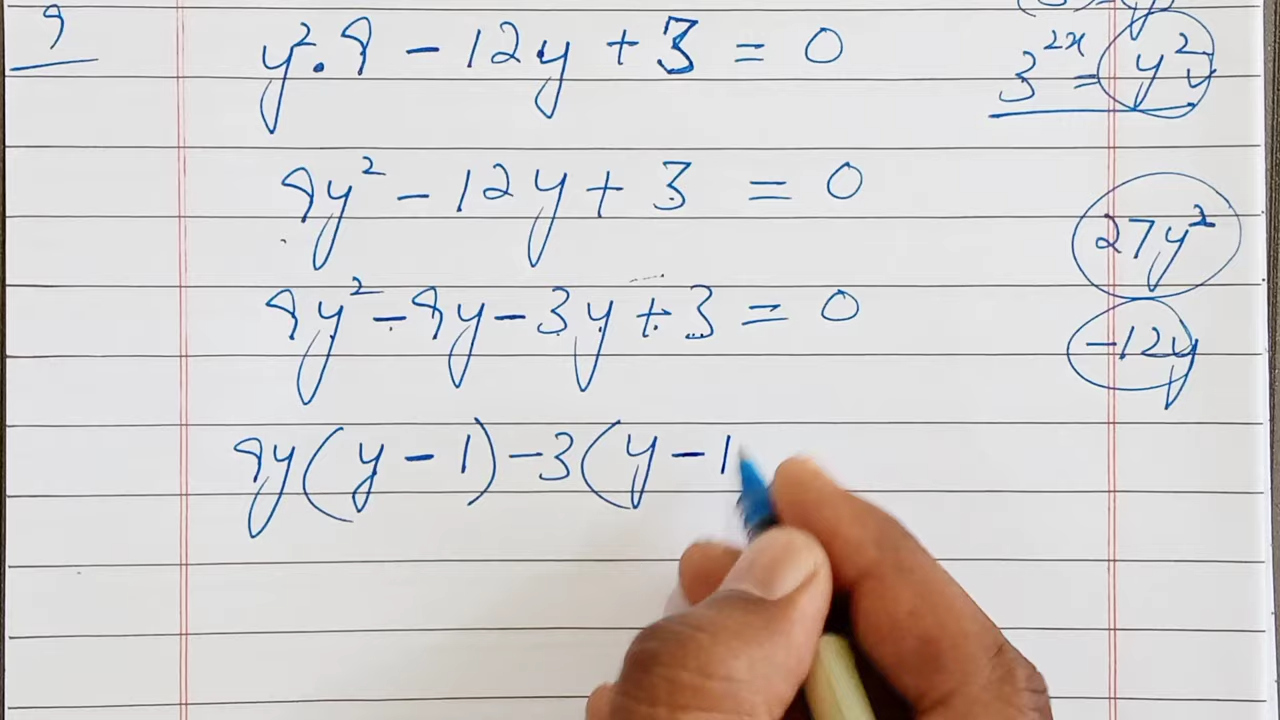 9
y².9 - 12y + 3 = 0
3^2x = y²
9y² - 12y + 3 = 0
27y²
9y² - 9y - 3y + 3 = 0
-12y
9y(y - 1) - 3(y - 1